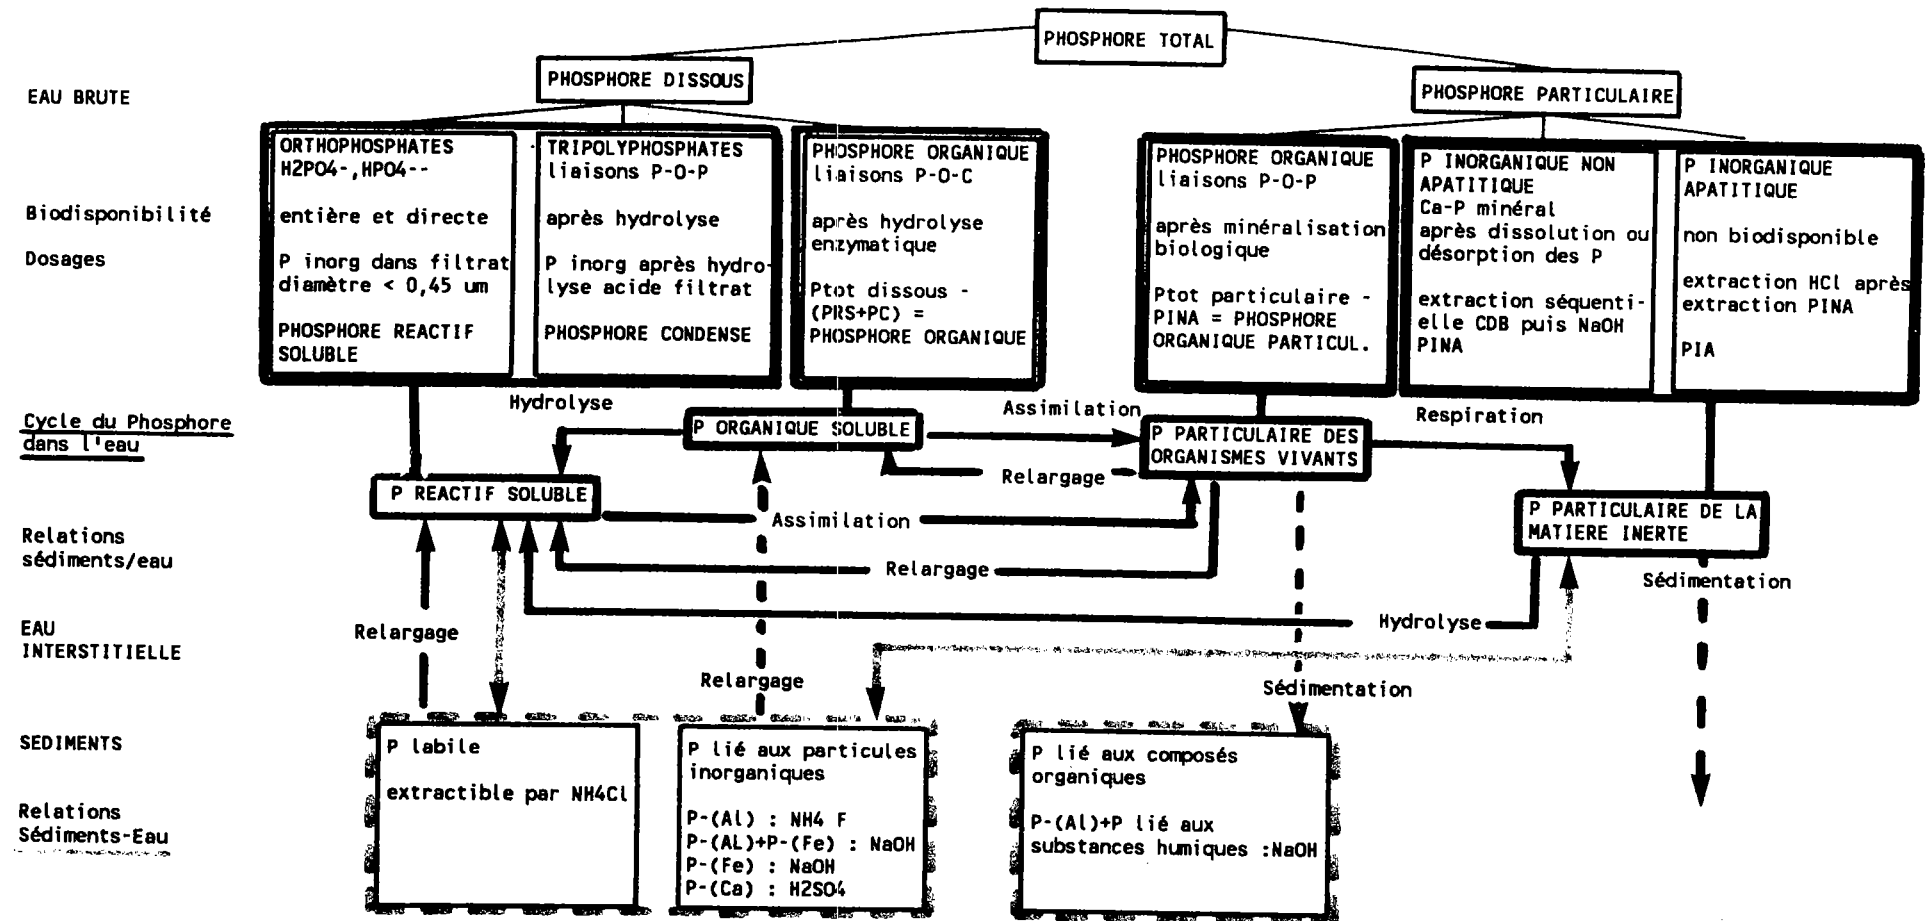 PHOSPHORE TOTAL
PHOSPHORE DISSOUS
PHOSPHORE PARTICULAIRE
EAU BRUTE
Biodisponibilité
Dosages
ORTHOPHOSPHATES
H2PO4-,HPO4--
entière et directe
P inorg dans filtrat
diamètre < 0,45 um
PHOSPHORE REACTIF
SOLUBLE
TRIPOLYPHOSPHATES
liaisons P-O-P
après hydrolyse
P inorg après hydro-
lyse acide filtrat
PHOSPHORE CONDENSE
PHOSPHORE ORGANIQUE
liaisons P-O-C
après hydrolyse
enzymatique
Ptot dissous -
(PRS+PC) =
PHOSPHORE ORGANIQUE
PHOSPHORE ORGANIQUE
liaisons P-O-P
après minéralisation
biologique
Ptot particulaire -
PINA = PHOSPHORE
ORGANIQUE PARTICUL.
P INORGANIQUE NON
APATITIQUE
Ca-P minéral
après dissolution ou
désorption des P
extraction séquenti-
elle CDB puis NaOH
PINA
P INORGANIQUE
APATITIQUE
non biodisponible
extraction HCl après
extraction PINA
PIA
Cycle du Phosphore
dans l'eau
Hydrolyse
P ORGANIQUE SOLUBLE
Assimilation
P PARTICULAIRE DES
ORGANISMES VIVANTS
Respiration
Relargage
P REACTIF SOLUBLE
Assimilation
P PARTICULAIRE DE LA
MATIERE INERTE
Relations
sédiments/eau
Relargage
Sédimentation
EAU
INTERSTITIELLE
Relargage
Hydrolyse
Relargage
Sédimentation
SEDIMENTS
Relations
Sédiments-Eau
P labile
extractible par NH4Cl
P lié aux particules
inorganiques
P-(Al) : NH4 F
P-(AL)+P-(Fe) : NaOH
P-(Fe) : NaOH
P-(Ca) : H2SO4
P lié aux composés
organiques
P-(Al)+P lié aux
substances humiques :NaOH